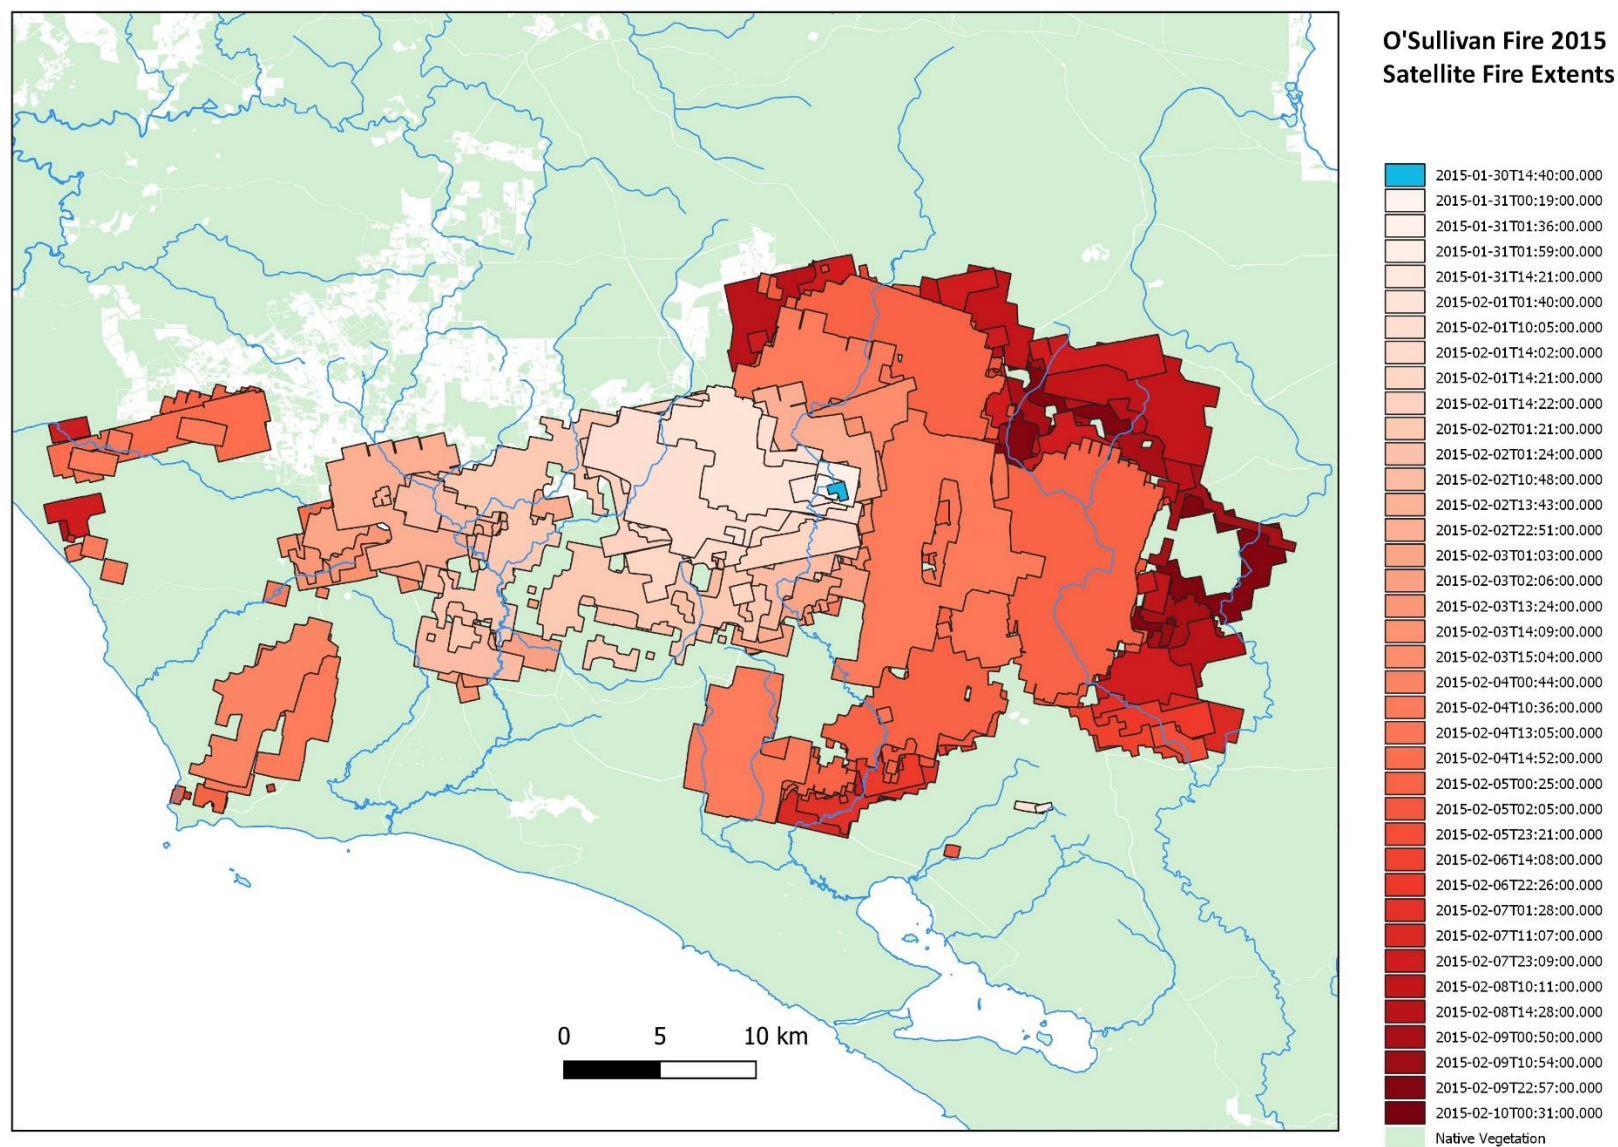 O'Sullivan Fire 2015
Satellite Fire Extents
2015-01-30T14:40:00.000
2015-01-31T00:19:00.000
2015-01-31T01:36:00.000
2015-01-31T01:59:00.000
2015-01-31T14:21:00.000
2015-02-01T01:40:00.000
2015-02-01T10:05:00.000
2015-02-01T14:02:00.000
2015-02-01T14:21:00.000
2015-02-01T14:22:00.000
2015-02-02T01:21:00.000
2015-02-02T01:24:00.000
2015-02-02T10:48:00.000
2015-02-02T13:43:00.000
2015-02-02T22:51:00.000
2015-02-03T01:03:00.000
2015-02-03T02:06:00.000
2015-02-03T13:24:00.000
2015-02-03T14:09:00.000
2015-02-03T15:04:00.000
2015-02-04T00:44:00.000
2015-02-04T10:36:00.000
2015-02-04T13:05:00.000
2015-02-04T14:52:00.000
2015-02-05T00:25:00.000
2015-02-05T02:05:00.000
2015-02-05T23:21:00.000
2015-02-06T14:08:00.000
2015-02-06T22:26:00.000
2015-02-07T01:28:00.000
2015-02-07T11:07:00.000
2015-02-07T23:09:00.000
2015-02-08T10:11:00.000
2015-02-08T14:28:00.000
2015-02-09T00:50:00.000
2015-02-09T10:54:00.000
2015-02-09T22:57:00.000
2015-02-10T00:31:00.000
Native Vegetation
0 5 10 km